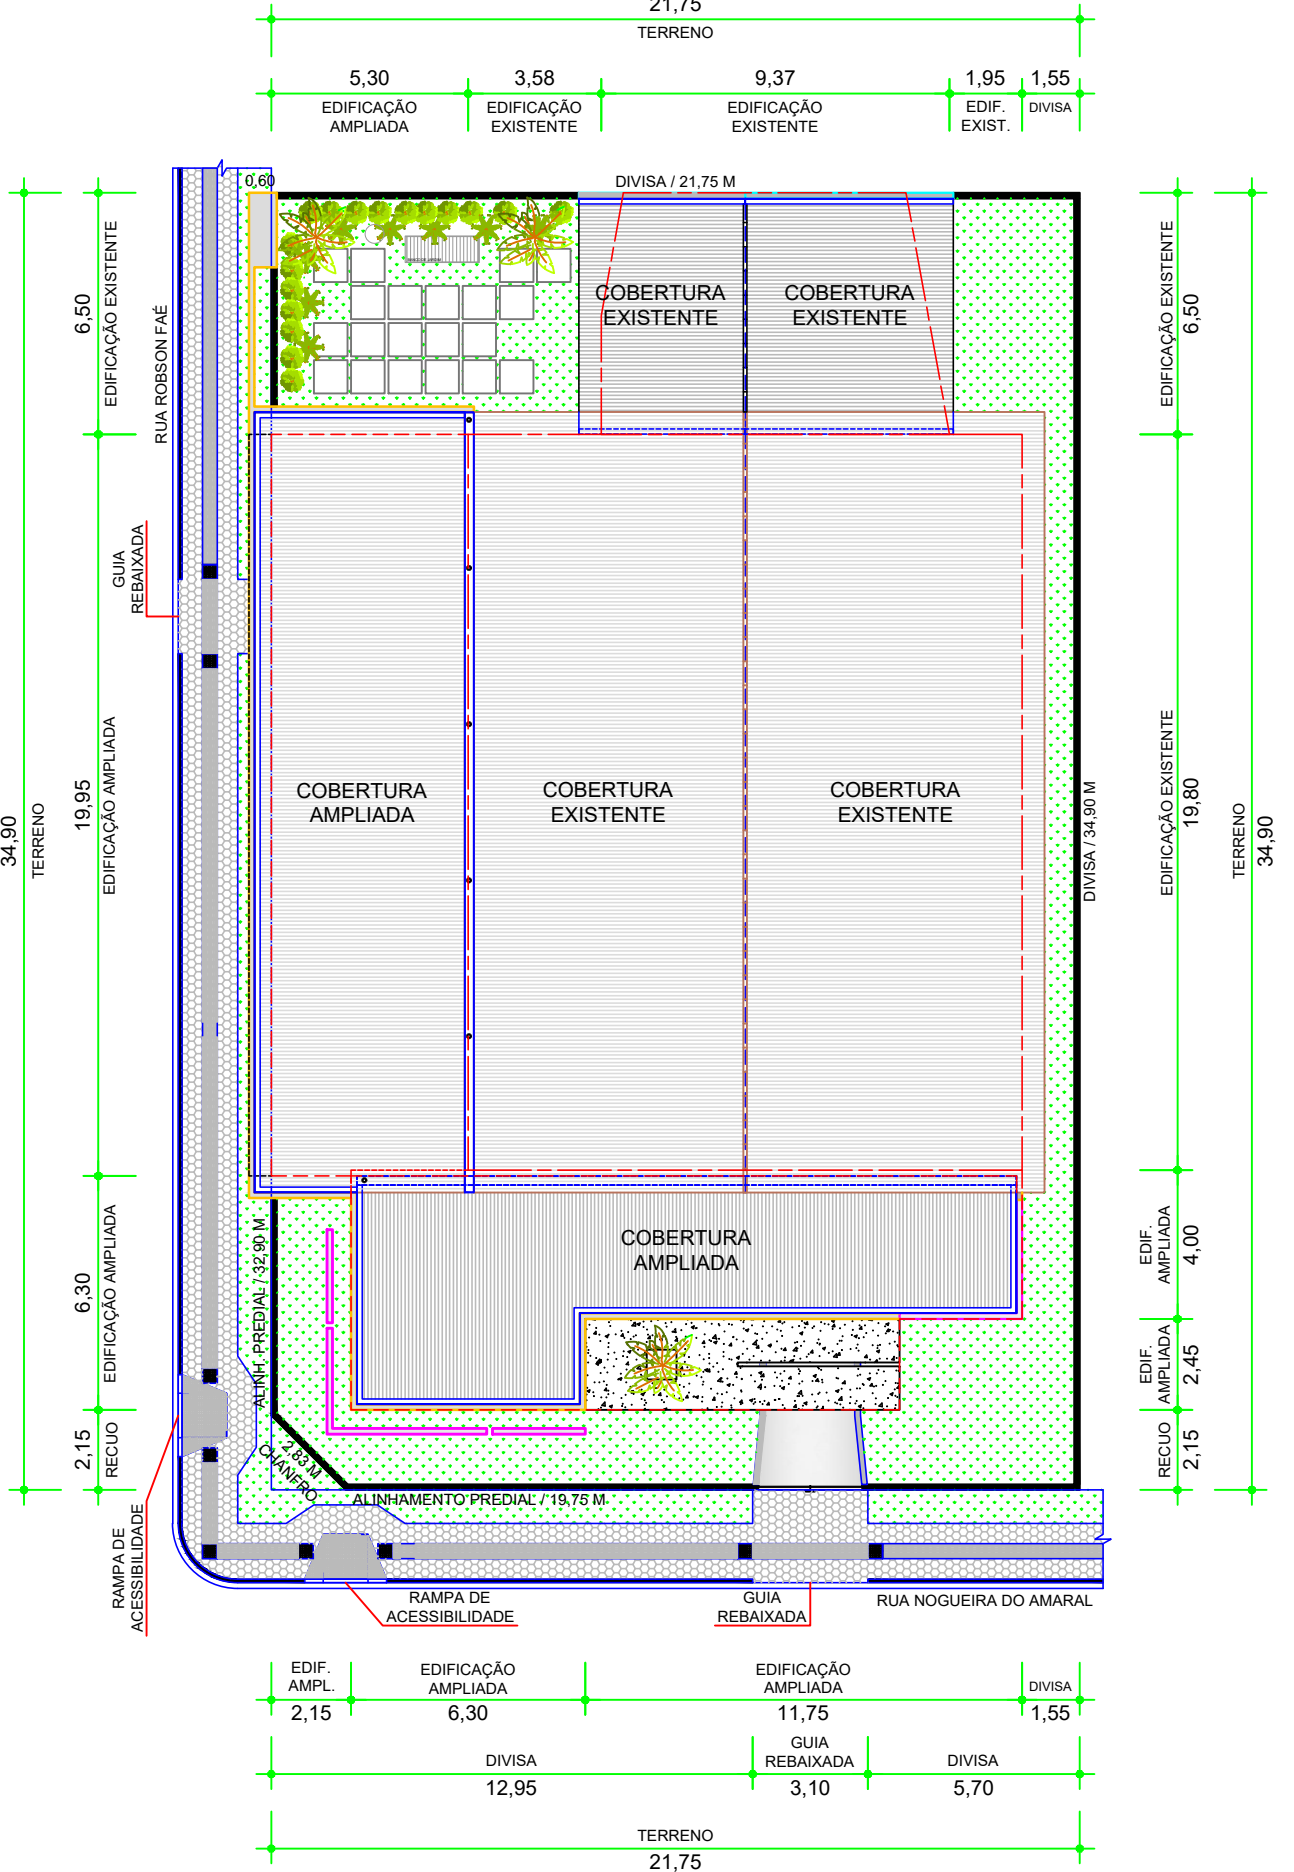 21,75
TERRENO
5,30
EDIFICAÇÃO
AMPLIADA
3,58
EDIFICAÇÃO
EXISTENTE
9,37
EDIFICAÇÃO
EXISTENTE
1,95
EDIF.
EXIST.
1,55
DIVISA
0,60
DIVISA / 21,75 M
6,50
EDIFICAÇÃO EXISTENTE
RUA ROBSON FAÉ
COBERTURA
EXISTENTE
COBERTURA
EXISTENTE
EDIFICAÇÃO EXISTENTE
6,50
GUIA
REBAIXADA
34,90
TERRENO
19,95
EDIFICAÇÃO AMPLIADA
COBERTURA
AMPLIADA
COBERTURA
EXISTENTE
COBERTURA
EXISTENTE
DIVISA / 34,90 M
EDIFICAÇÃO EXISTENTE
19,80
TERRENO
34,90
6,30
EDIFICAÇÃO AMPLIADA
ALINH. PREDIAL / 32,90 M
COBERTURA
AMPLIADA
EDIF.
AMPLIADA
4,00
EDIF.
AMPLIADA
2,45
2,15
RECUO
2,83 M
CHANFRO
RECUO
2,15
ALINHAMENTO PREDIAL / 19,75 M
RAMPA DE
ACESSIBILIDADE
RAMPA DE
ACESSIBILIDADE
GUIA
REBAIXADA
RUA NOGUEIRA DO AMARAL
EDIF.
AMPL.
2,15
EDIFICAÇÃO
AMPLIADA
6,30
EDIFICAÇÃO
AMPLIADA
11,75
DIVISA
1,55
DIVISA
12,95
GUIA
REBAIXADA
3,10
DIVISA
5,70
TERRENO
21,75